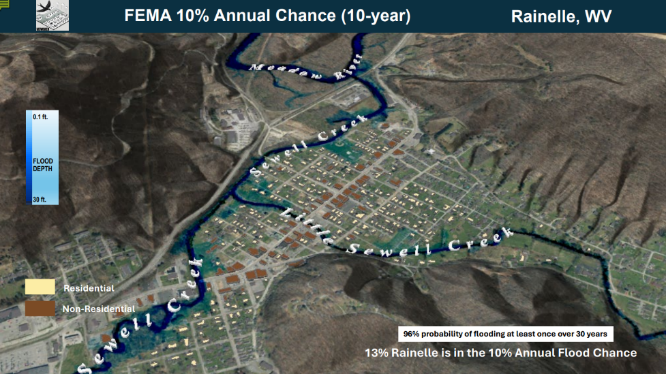 FEMA 10% Annual Chance (10-year)
Rainelle, WV
Meadow River
0.1 ft.
FLOOD
DEPTH
30 ft.
Sewell Creek
Little Sewell Creek
Residential
Non-Residential
Sewell Creek
96% probability of flooding at least once over 30 years
13% Rainelle is in the 10% Annual Flood Chance